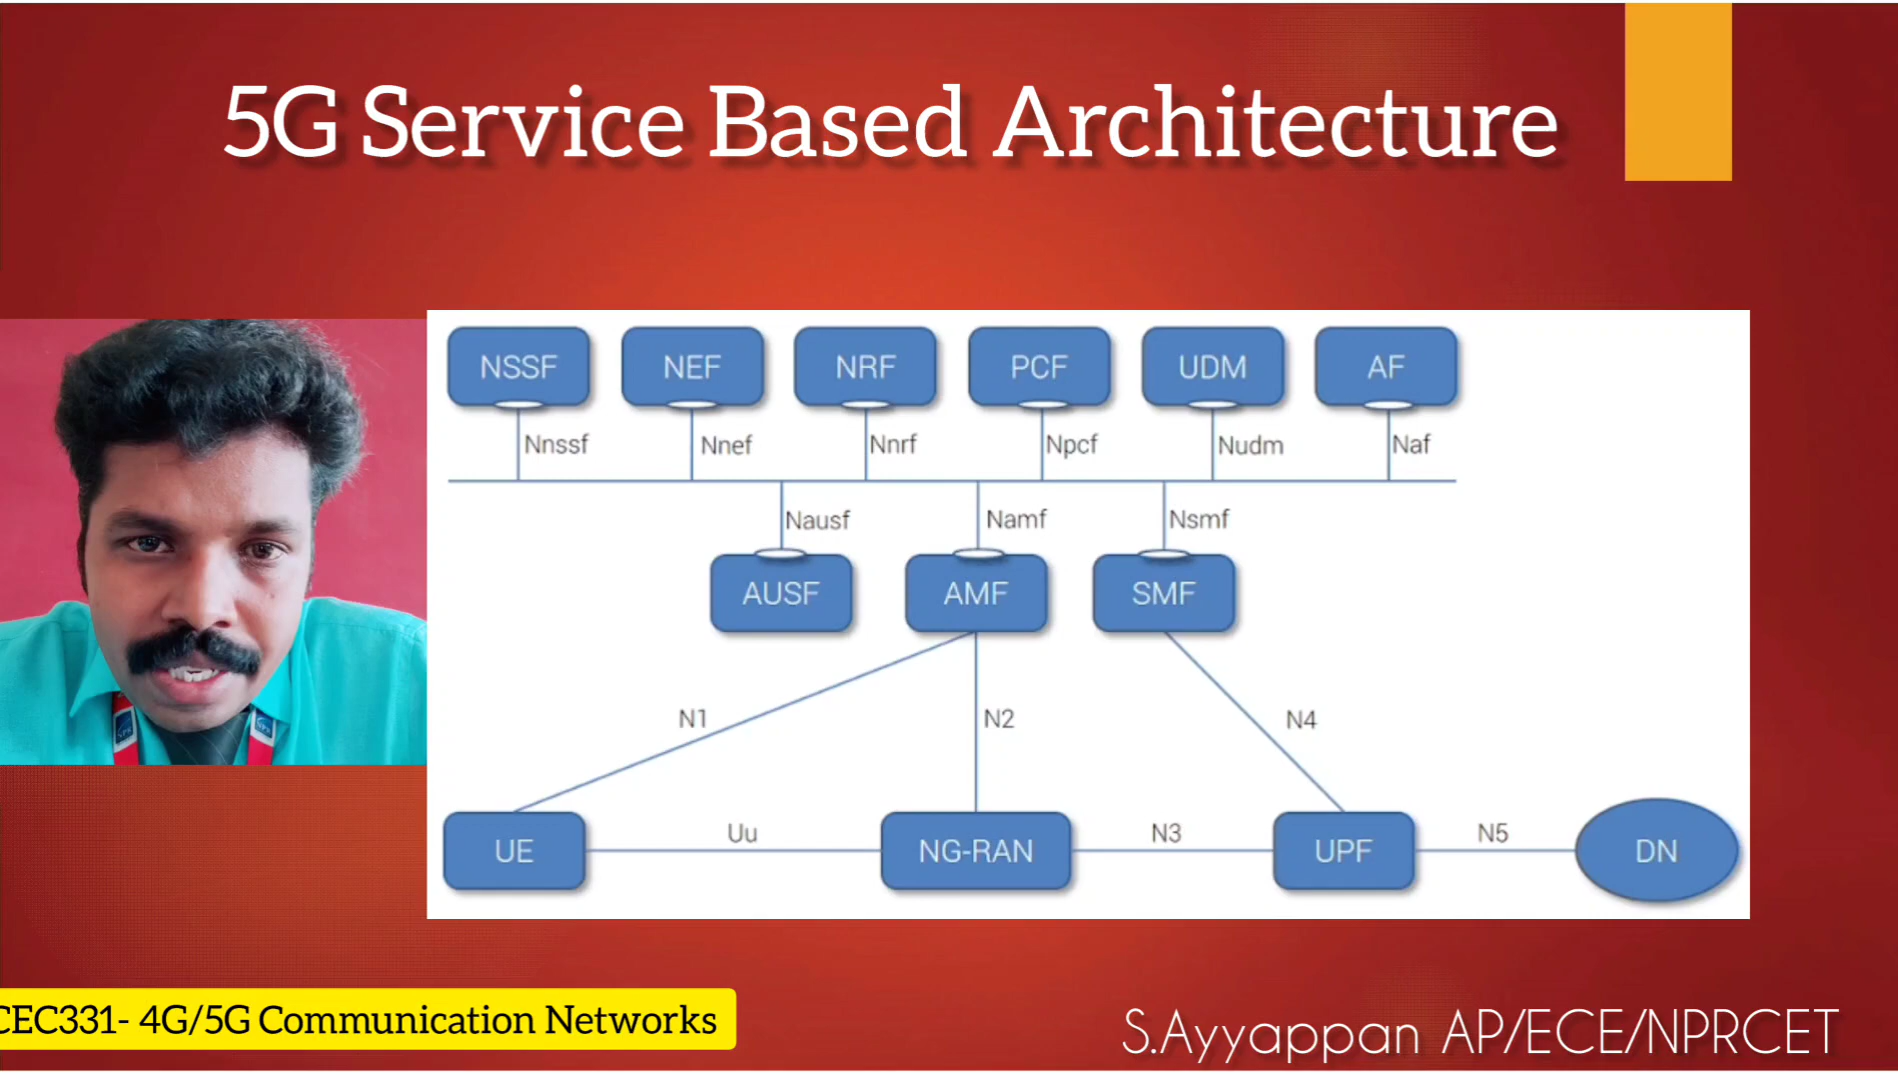 5G Service Based Architecture
NSSF NEF NRF PCF UDM AF
Nnssf Nnef Nnrf Npcf Nudm Naf
Nausf Namf Nsmf
AUSF AMF SMF
N1 N2 N4
Uu N3 N5
UE NG-RAN UPF DN
CEC331- 4G/5G Communication Networks
S.Ayyappan AP/ECE/NPRCET